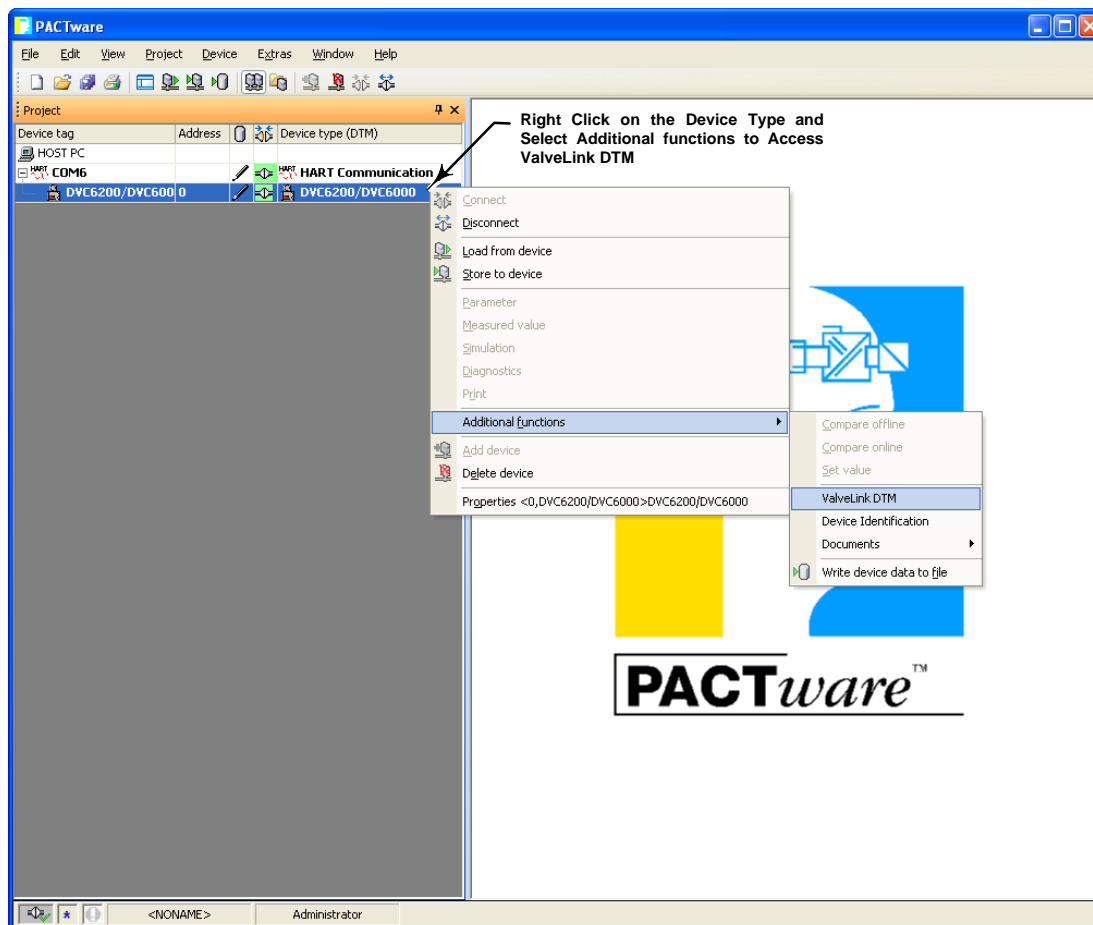 PACTware
File Edit View Project Device Extras Window Help
Project
Device tag Address Device type (DTM)
HOST PC
HART COM6 HART HART Communication
DVC6200/DVC600 0 DVC6200/DVC6000
Right Click on the Device Type and
Select Additional functions to Access
ValveLink DTM
Connect
Disconnect
Load from device
Store to device
Parameter
Measured value
Simulation
Diagnostics
Print
Additional functions
Add device
Delete device
Properties <0,DVC6200/DVC6000>DVC6200/DVC6000
Compare offline
Compare online
Set value
ValveLink DTM
Device Identification
Documents
Write device data to file
PACTware™
<NONAME> Administrator